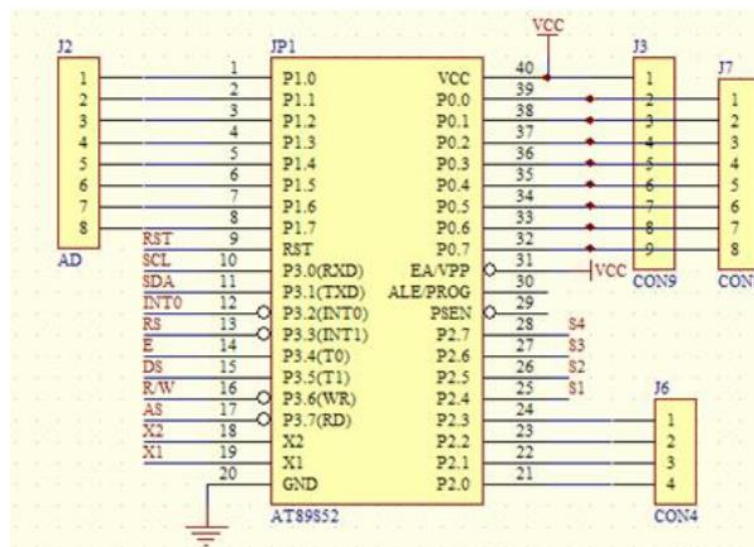 VCC
J2 JP1 J3 J7
1 1 P1.0 VCC 40 1
2 2 P1.1 P0.0 39 2 1
3 3 P1.2 P0.1 38 3 2
4 4 P1.3 P0.2 37 4 3
5 5 P1.4 P0.3 36 5 4
6 6 P1.5 P0.4 35 6 5
7 7 P1.6 P0.5 34 7 6
8 8 P1.7 P0.6 33 8 7
RST 9 RST P0.7 32 9 8
AD SCL 10 P3.0(RXD) EA/VPP 31 VCC CON9 CON
SDA 11 P3.1(TXD) ALE/PROG 30
INT0 12 P3.2(INT0) PSEN 29
RS 13 P3.3(INT1) P2.7 28 S4
E 14 P3.4(T0) P2.6 27 S3
DS 15 P3.5(T1) P2.5 26 S2
R/W 16 P3.6(WR) P2.4 25 S1 J6
AS 17 P3.7(RD) P2.3 24 1
X2 18 X2 P2.2 23 2
X1 19 X1 P2.1 22 3
20 GND P2.0 21 4
AT89852 CON4